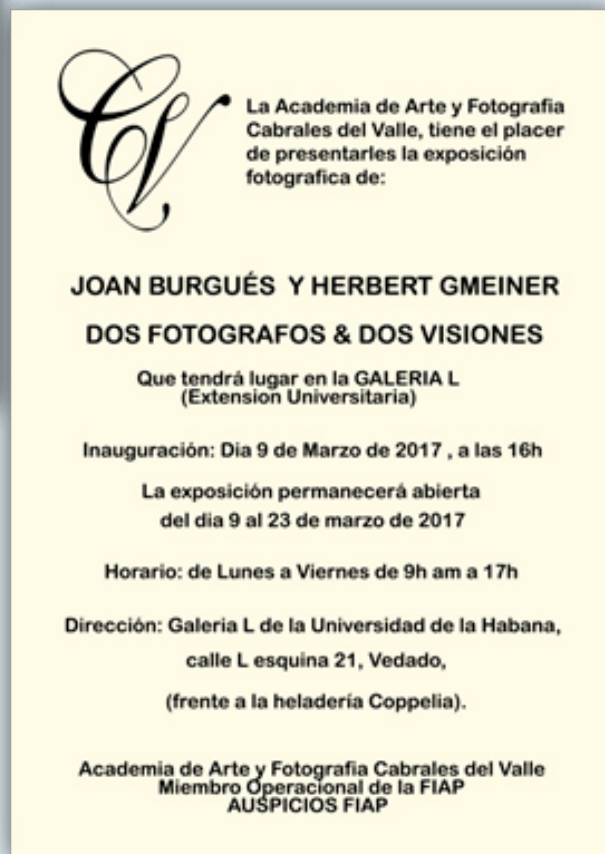 CV
La Academia de Arte y Fotografia
Cabrales del Valle, tiene el placer
de presentarles la exposición
fotografica de:
JOAN BURGUÉS Y HERBERT GMEINER
DOS FOTOGRAFOS & DOS VISIONES
Que tendrá lugar en la GALERIA L
(Extension Universitaria)
Inauguración: Dia 9 de Marzo de 2017 , a las 16h
La exposición permanecerá abierta
del dia 9 al 23 de marzo de 2017
Horario: de Lunes a Viernes de 9h am a 17h
Dirección: Galeria L de la Universidad de la Habana,
calle L esquina 21, Vedado,
(frente a la heladería Coppelia).
Academia de Arte y Fotografia Cabrales del Valle
Miembro Operacional de la FIAP
AUSPICIOS FIAP